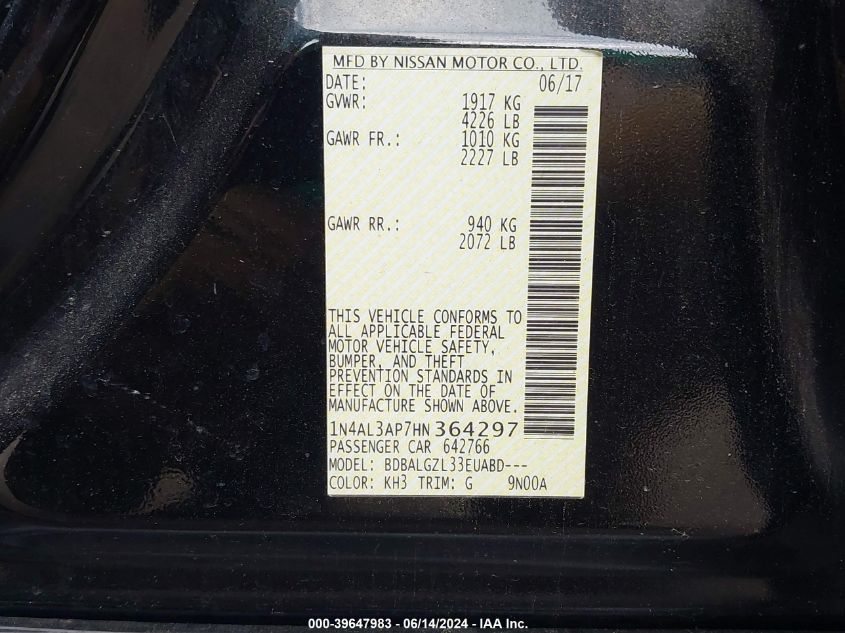 MFD BY NISSAN MOTOR CO., LTD.
DATE: 06/17
GVWR: 1917 KG
4226 LB
GAWR FR.: 1010 KG
2227 LB
GAWR RR.: 940 KG
2072 LB
THIS VEHICLE CONFORMS TO
ALL APPLICABLE FEDERAL
MOTOR VEHICLE SAFETY,
BUMPER, AND THEFT
PREVENTION STANDARDS IN
EFFECT ON THE DATE OF
MANUFACTURE SHOWN ABOVE.
1N4AL3AP7HN 364297
PASSENGER CAR 642766
MODEL: BDBALGZL33EUABD---
COLOR: KH3 TRIM: G 9N00A
000-39647983 - 06/14/2024 - IAA Inc.